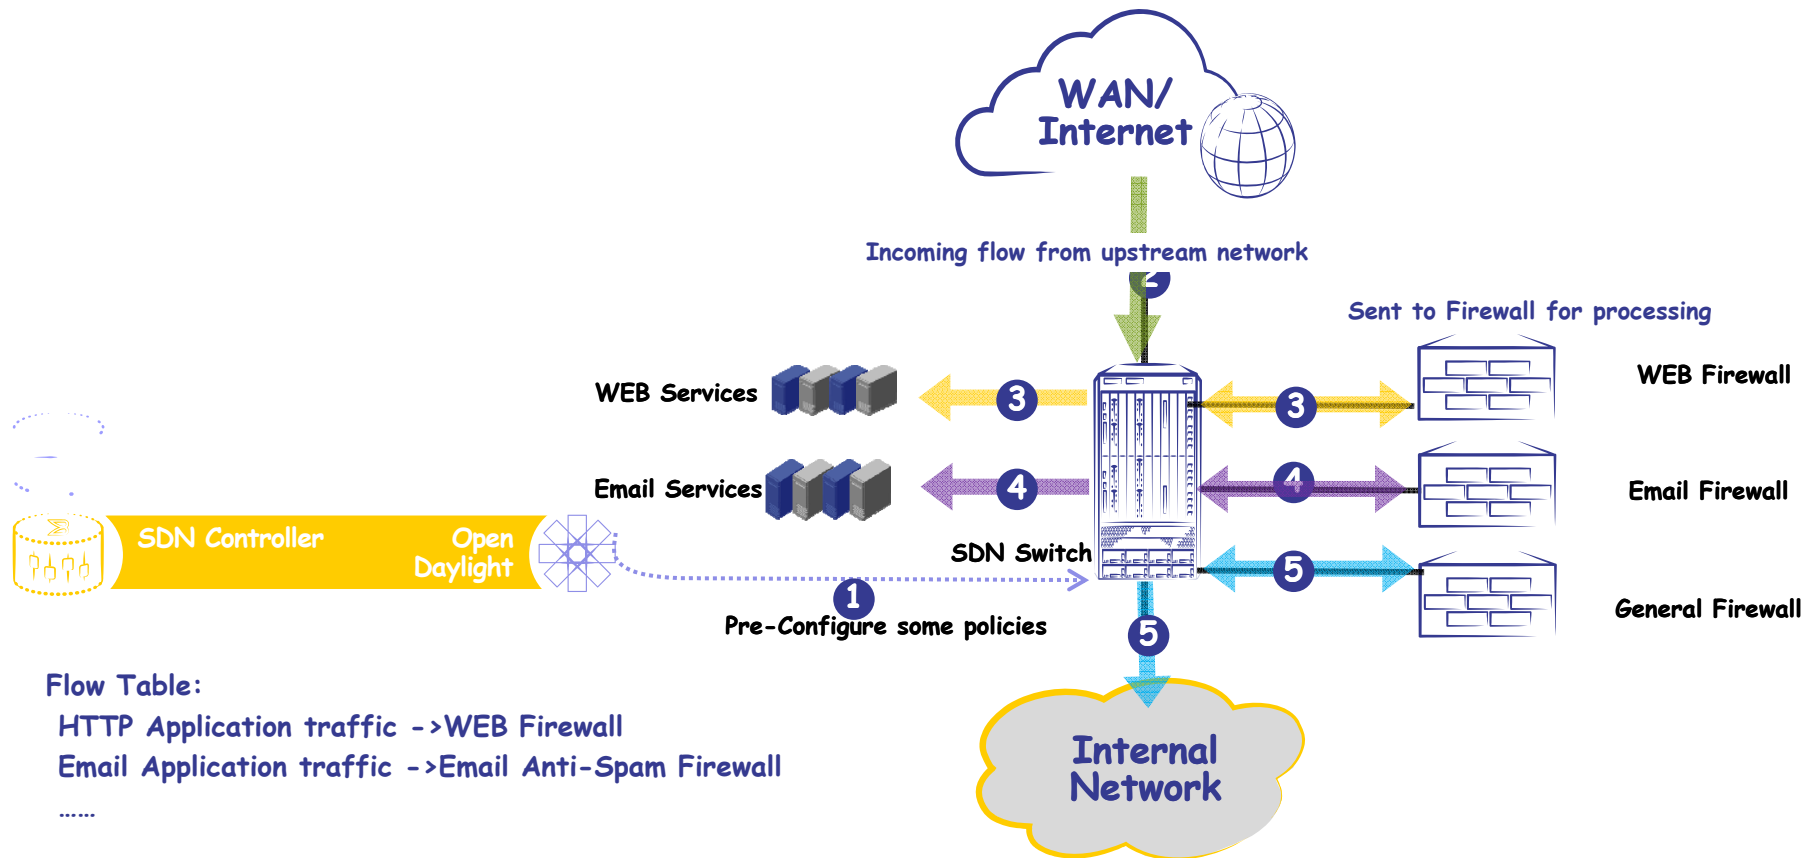 WAN/
Internet
Incoming flow from upstream network
2
Sent to Firewall for processing
WEB Services
3
3
WEB Firewall
Email Services
4
4
Email Firewall
SDN Controller
Open
Daylight
SDN Switch
5
General Firewall
1
Pre-Configure some policies
5
Flow Table:
HTTP Application traffic ->WEB Firewall
Email Application traffic ->Email Anti-Spam Firewall
......
Internal
Network